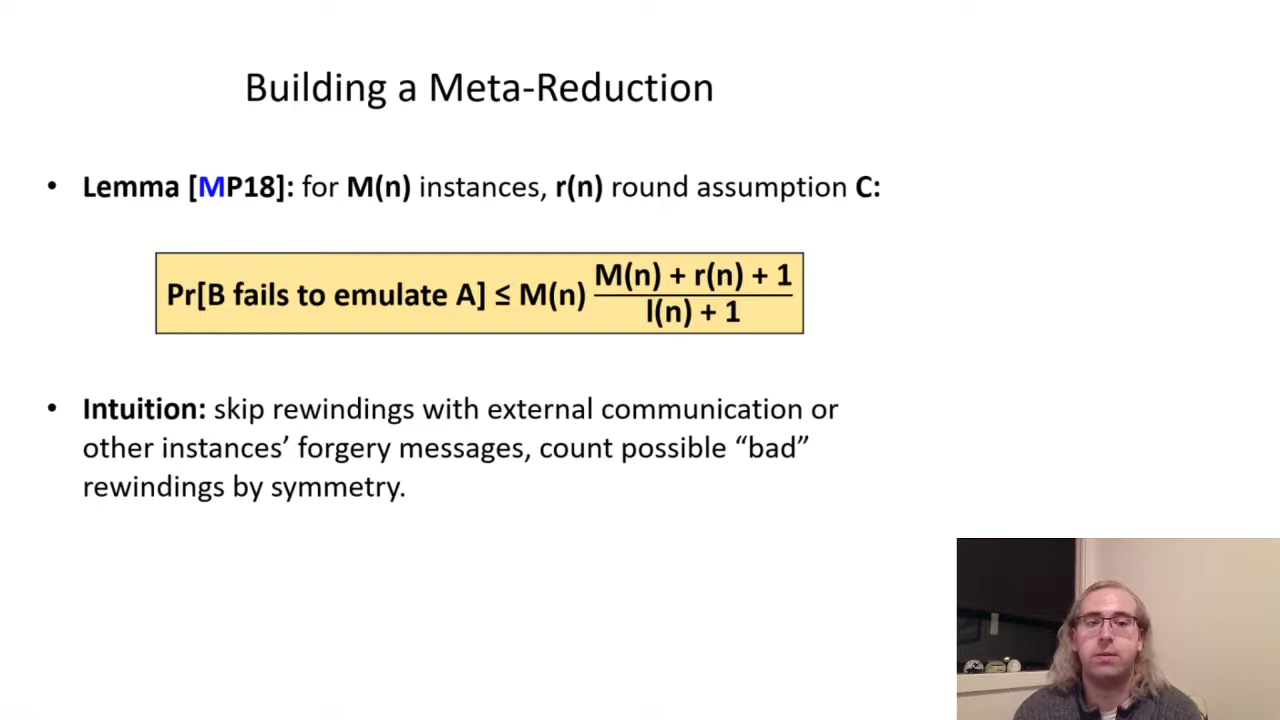 Building a Meta-Reduction
• Lemma [MP18]: for M(n) instances, r(n) round assumption C:
Pr[B fails to emulate A] ≤ M(n) M(n) + r(n) + 1
l(n) + 1
• Intuition: skip rewindings with external communication or
other instances’ forgery messages, count possible “bad”
rewindings by symmetry.